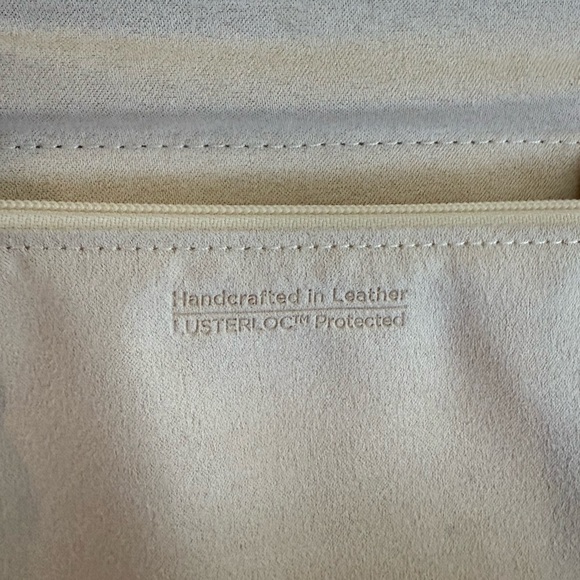 Handcrafted in Leather
LUSTERLOC™ Protected